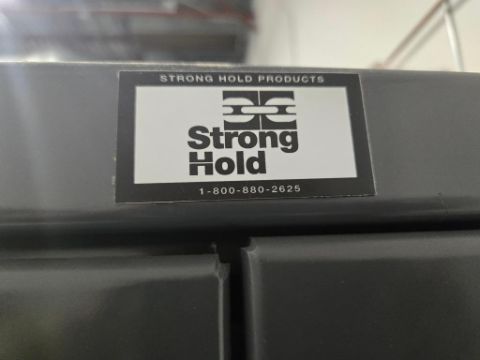 STRONG HOLD PRODUCTS
Strong
Hold
1-800-880-2625